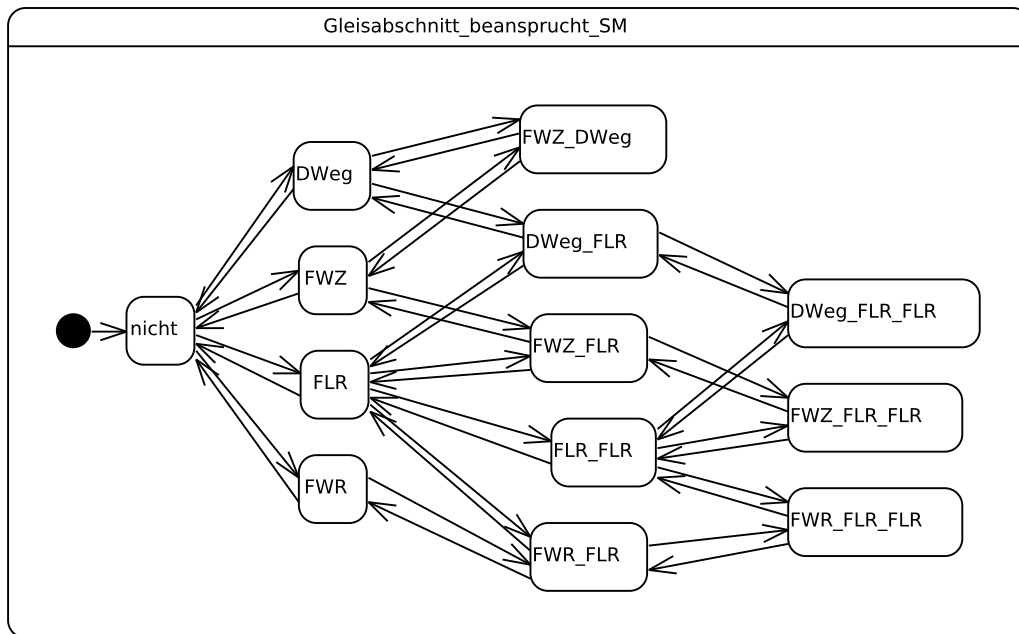 Gleisabschnitt_beansprucht_SM
nicht
DWeg
FWZ
FLR
FWR
FWZ_DWeg
DWeg_FLR
FWZ_FLR
FLR_FLR
FWR_FLR
DWeg_FLR_FLR
FWZ_FLR_FLR
FWR_FLR_FLR